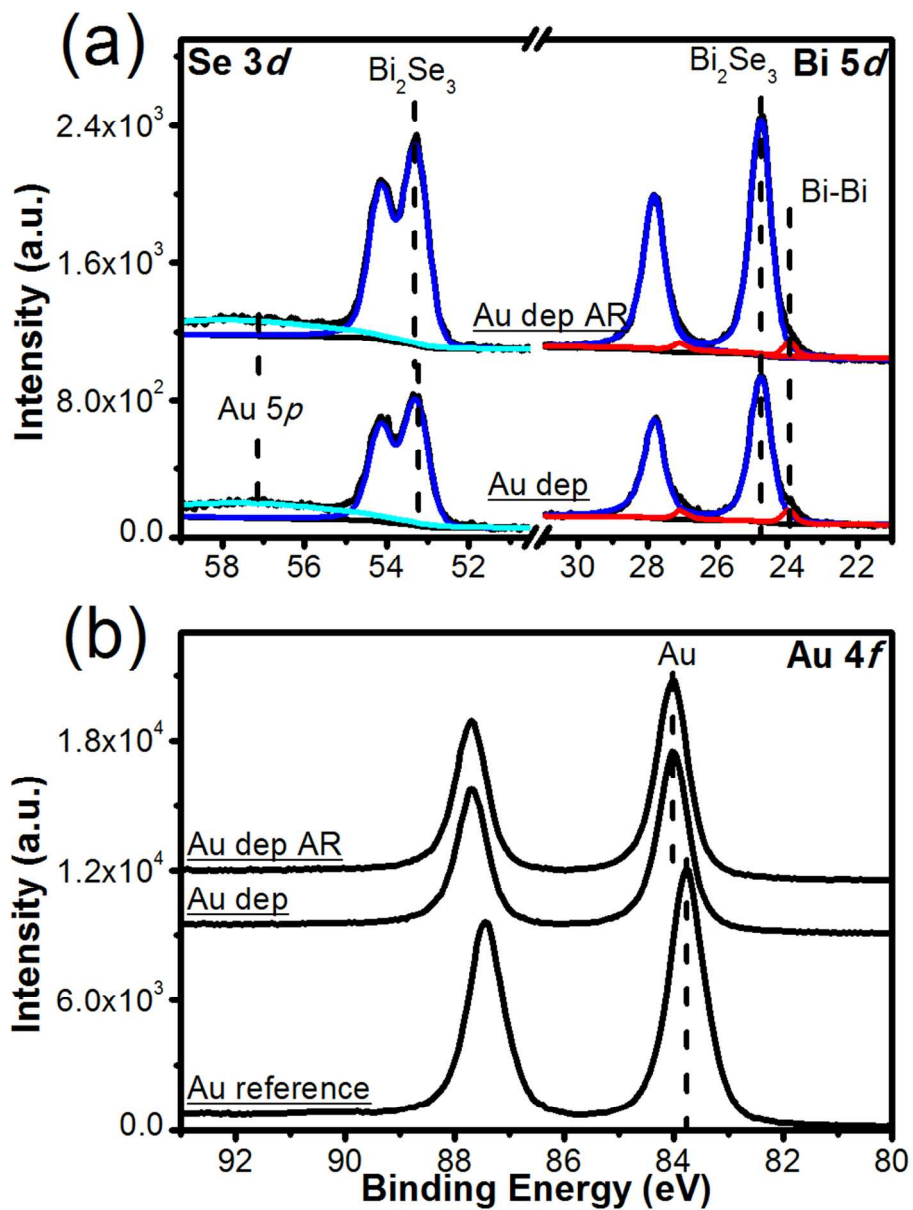 (a)
Se 3d
Bi₂Se₃
Bi₂Se₃
Bi 5d
Bi-Bi
2.4x10³
1.6x10³
8.0x10²
0.0
Intensity (a.u.)
Au dep AR
Au 5p
Au dep
58 56 54 52 30 28 26 24 22
(b)
Au
Au 4f
1.8x10⁴
1.2x10⁴
6.0x10³
0.0
Intensity (a.u.)
Au dep AR
Au dep
Au reference
92 90 88 86 84 82 80
Binding Energy (eV)